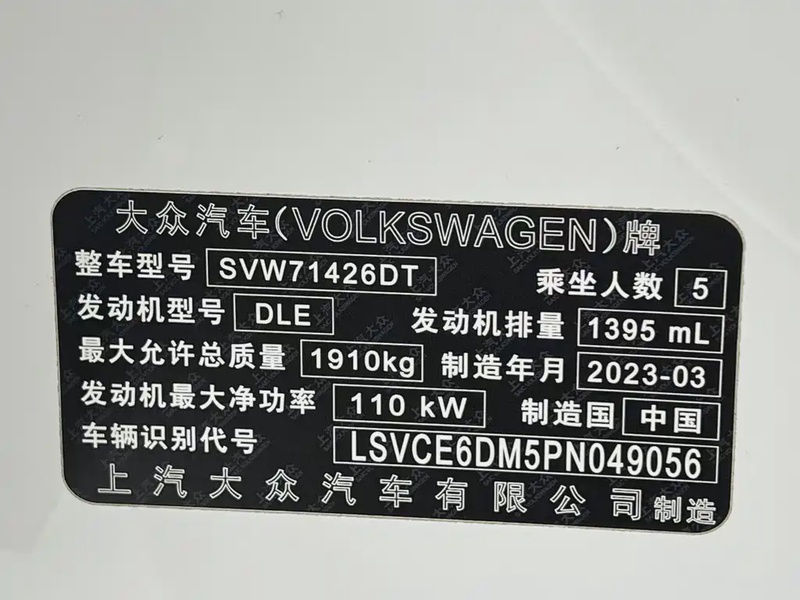 大众汽车(VOLKSWAGEN)牌
整车型号 SVW71426DT 乘坐人数 5
发动机型号 DLE 发动机排量 1395 mL
最大允许总质量 1910kg 制造年月 2023-03
发动机最大净功率 110 kW 制造国 中国
车辆识别代号 LSVCE6DM5PN049056
上汽大众汽车有限公司制造